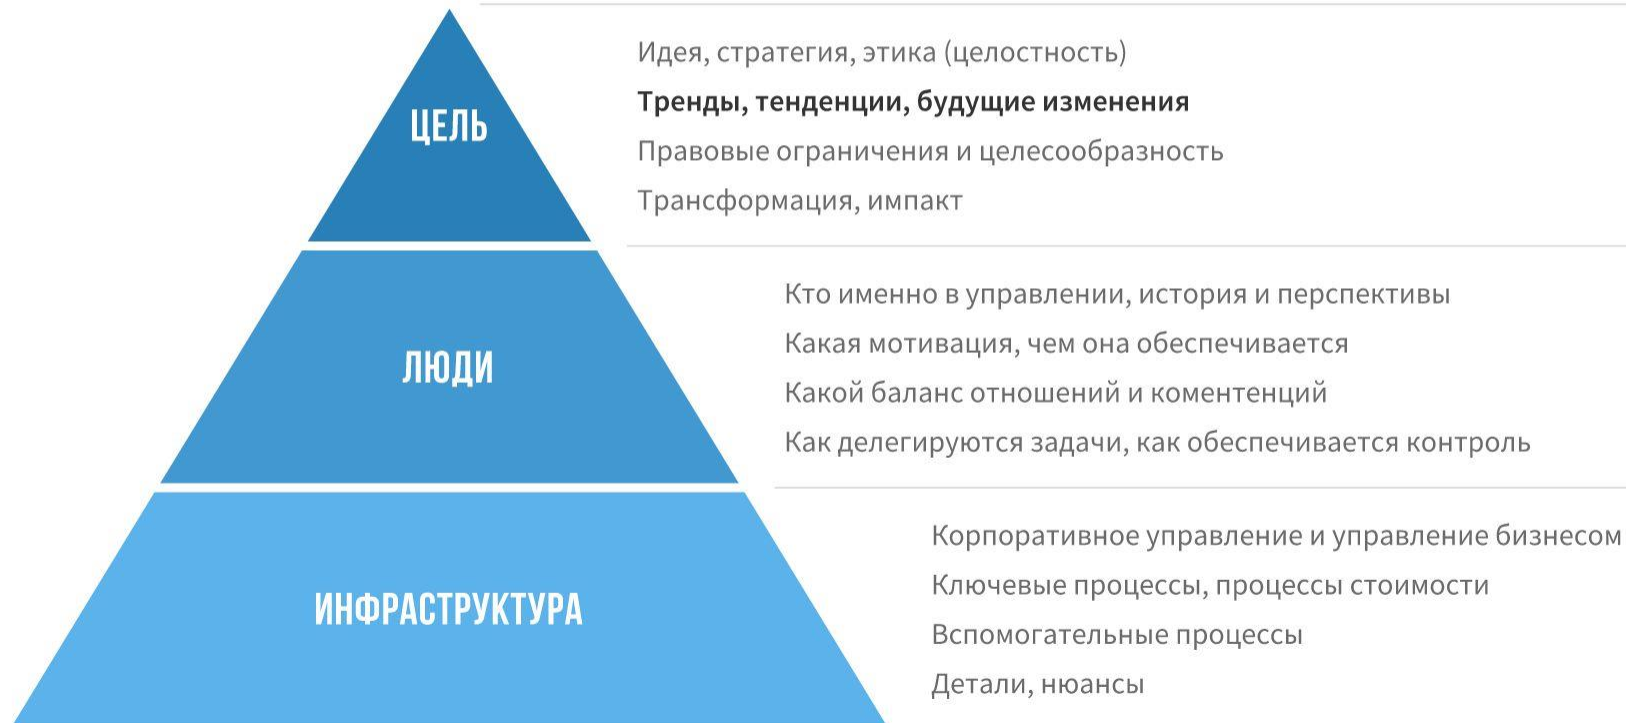 ЦЕЛЬ
Идея, стратегия, этика (целостность)
Тренды, тенденции, будущие изменения
Правовые ограничения и целесообразность
Трансформация, импакт
ЛЮДИ
Кто именно в управлении, история и перспективы
Какая мотивация, чем она обеспечивается
Какой баланс отношений и коментенций
Как делегируются задачи, как обеспечивается контроль
ИНФРАСТРУКТУРА
Корпоративное управление и управление бизнесом
Ключевые процессы, процессы стоимости
Вспомогательные процессы
Детали, нюансы